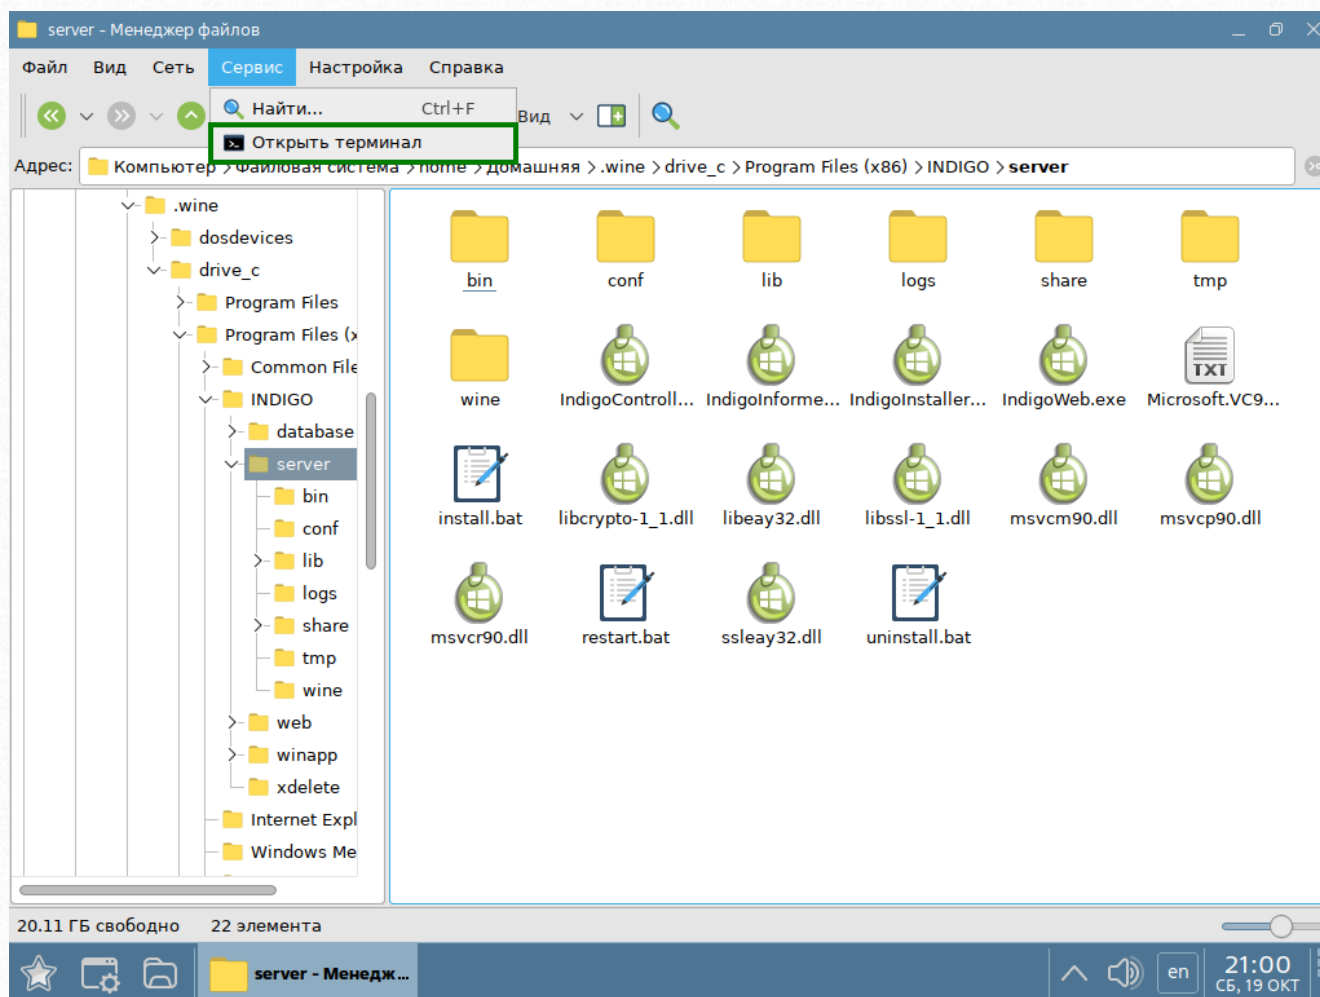 server - Менеджер файлов
Файл Вид Сеть Сервис Настройка Справка
Найти... Ctrl+F
Вид
Открыть терминал
Адрес: Компьютер Файловая система home Домашняя .wine drive_c Program Files (x86) INDIGO server
.wine
dosdevices
drive_c
Program Files
Program Files (x
Common File
INDIGO
database
server
bin
conf
lib
logs
share
tmp
wine
web
winapp
xdelete
Internet Expl
Windows Me
bin conf lib logs share tmp
wine IndigoControll... IndigoInforme... IndigoInstaller... IndigoWeb.exe Microsoft.VC9...
install.bat libcrypto-1_1.dll libeay32.dll libssl-1_1.dll msvcm90.dll msvcp90.dll
msvcr90.dll restart.bat ssleay32.dll uninstall.bat
20.11 ГБ свободно 22 элемента
server - Менедж...
en
21:00
СБ, 19 ОКТ